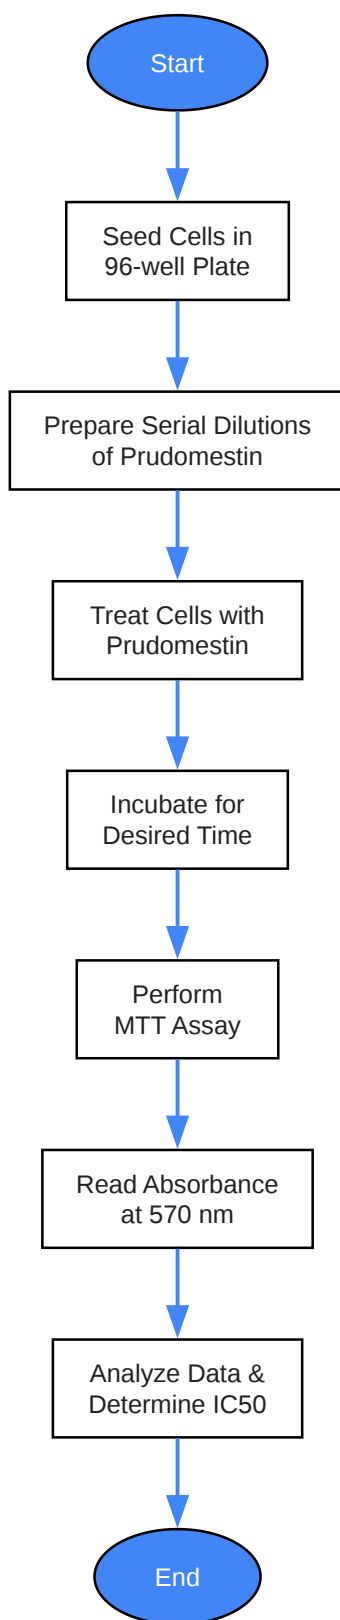 Start
Seed Cells in
96-well Plate
Prepare Serial Dilutions
of Prudomestin
Treat Cells with
Prudomestin
Incubate for
Desired Time
Perform
MTT Assay
Read Absorbance
at 570 nm
Analyze Data &
Determine IC50
End